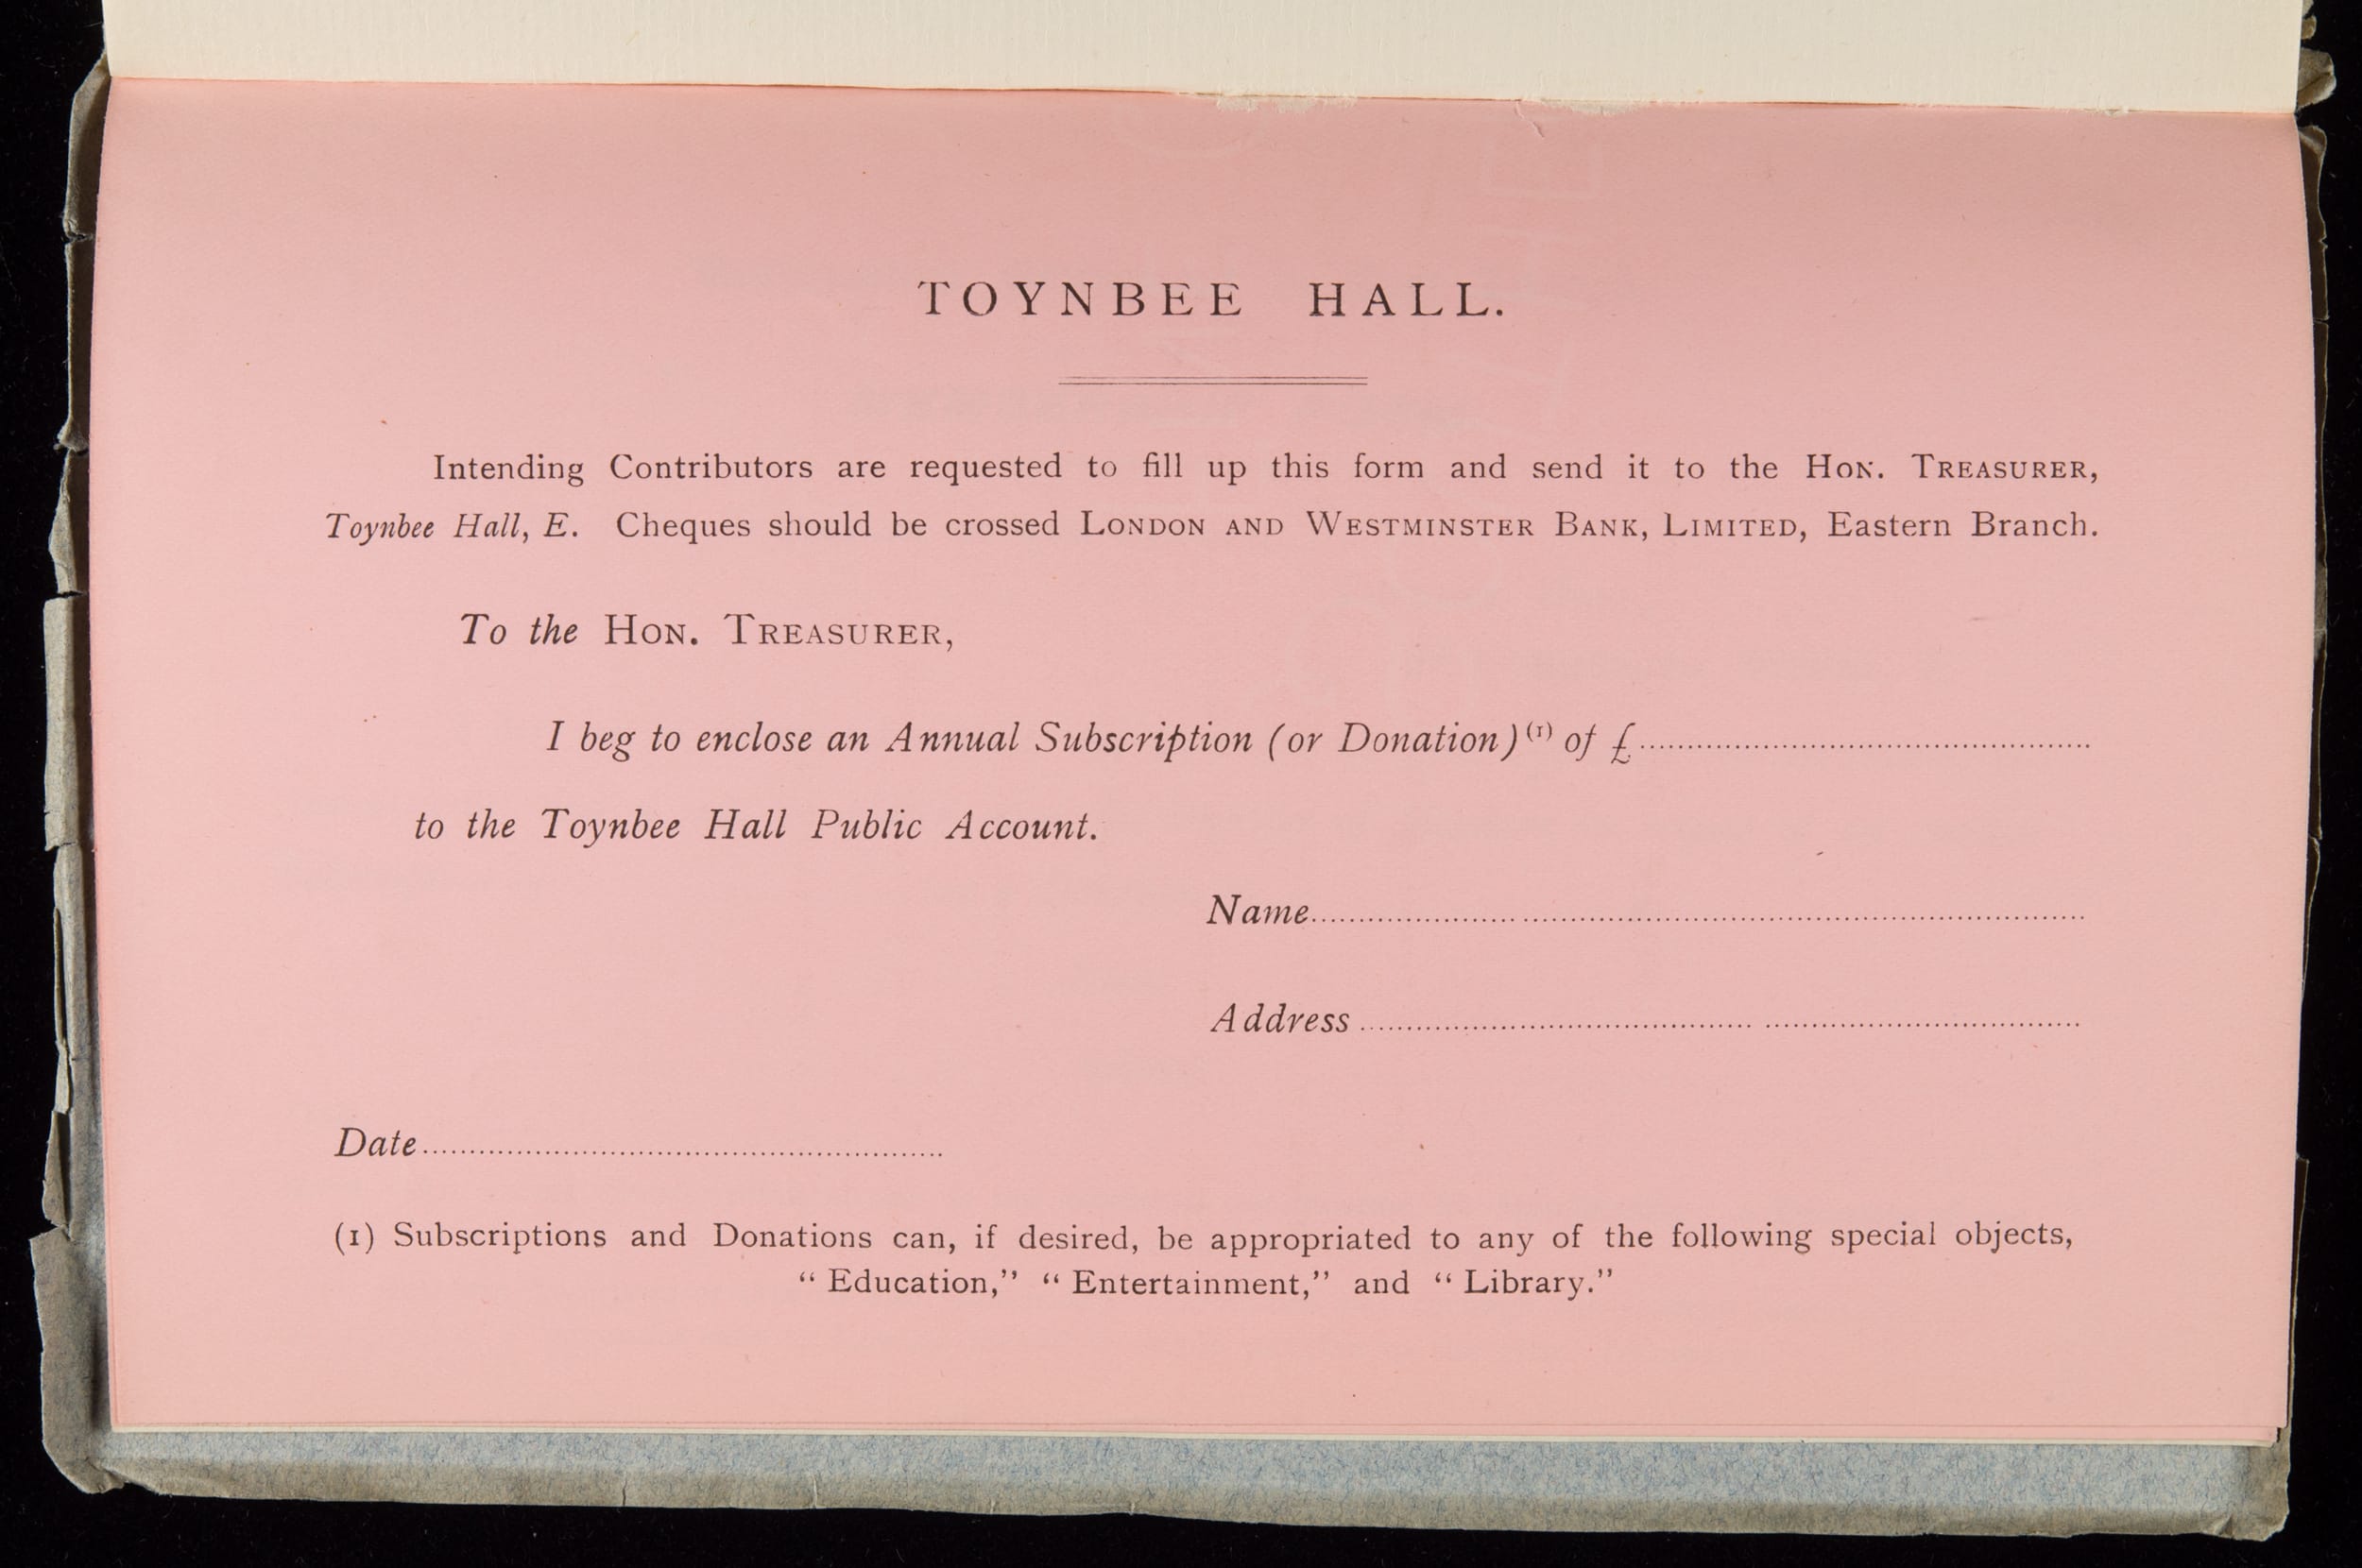 TOYNBEE HALL.
Intending Contributors are requested to fill up this form and send it to the HON. TREASURER,
Toynbee Hall, E. Cheques should be crossed LONDON AND WESTMINSTER BANK, LIMITED, Eastern Branch.
To the HON. TREASURER,
I beg to enclose an Annual Subscription (or Donation)(1) of £................................................
to the Toynbee Hall Public Account.
Name................................................................................
Address................................................................................
Date........................................................
(1) Subscriptions and Donations can, if desired, be appropriated to any of the following special objects,
“ Education,” “ Entertainment,” and “ Library.”